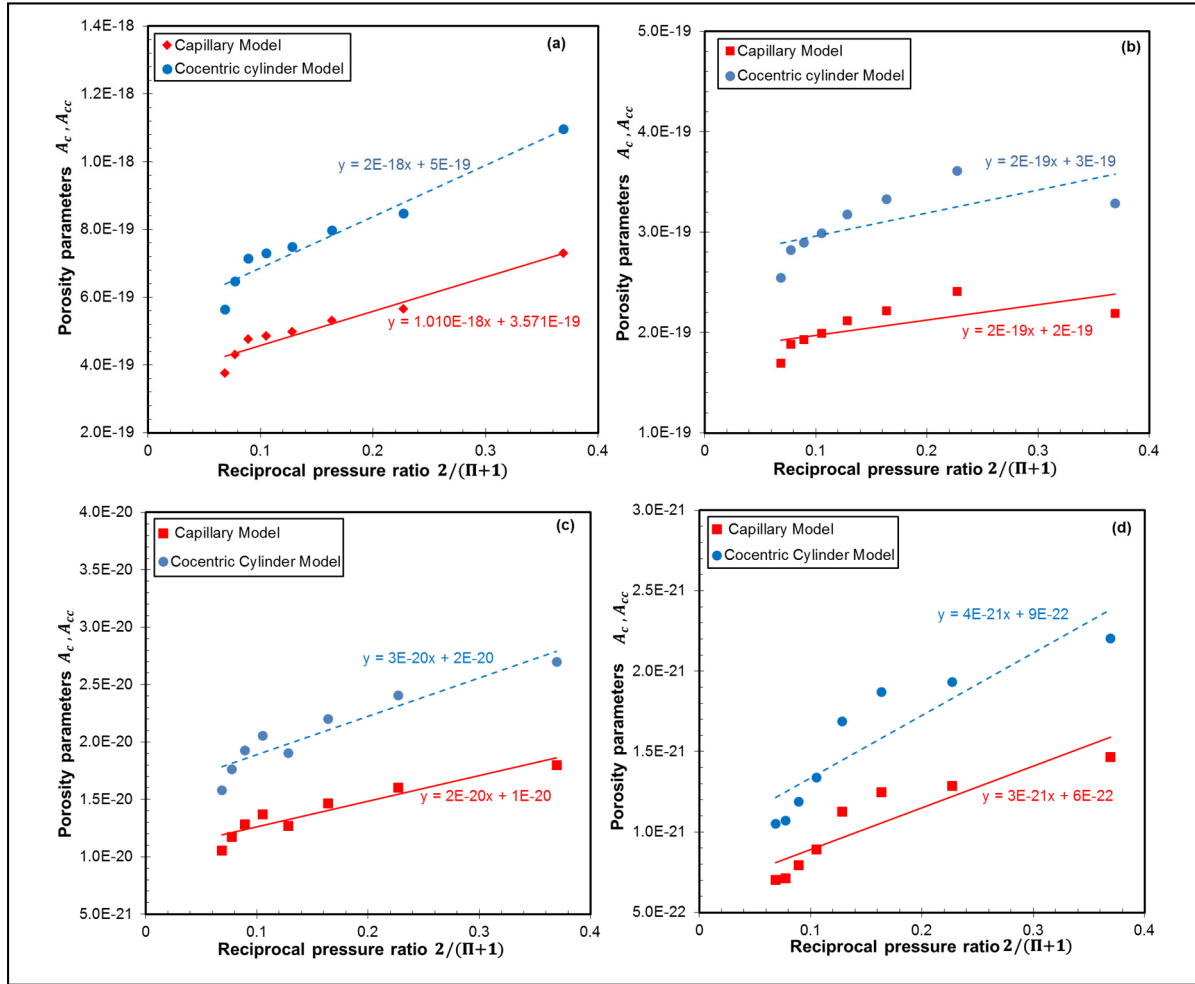 (a)
Capillary Model
Cocentric cylinder Model
1.4E-18
1.2E-18
1.0E-18
8.0E-19
6.0E-19
4.0E-19
2.0E-19
Porosity parameters A_c , A_cc
y = 2E-18x + 5E-19
y = 1.010E-18x + 3.571E-19
0 0.1 0.2 0.3 0.4
Reciprocal pressure ratio 2/(Π+1)
(b)
Capillary Model
Cocentric cylinder Model
5.0E-19
4.0E-19
3.0E-19
2.0E-19
1.0E-19
Porosity parameters A_c , A_cc
y = 2E-19x + 3E-19
y = 2E-19x + 2E-19
0 0.1 0.2 0.3 0.4
Reciprocal pressure ratio 2/(Π+1)
(c)
Capillary Model
Cocentric Cylinder Model
4.0E-20
3.5E-20
3.0E-20
2.5E-20
2.0E-20
1.5E-20
1.0E-20
5.0E-21
Porosity parameters A_c , A_cc
y = 3E-20x + 2E-20
y = 2E-20x + 1E-20
0 0.1 0.2 0.3 0.4
Reciprocal pressure ratio 2/(Π+1)
(d)
Capillary Model
Cocentric Cylinder Model
3.0E-21
2.5E-21
2.0E-21
1.5E-21
1.0E-21
5.0E-22
Porosity parameters A_c , A_cc
y = 4E-21x + 9E-22
y = 3E-21x + 6E-22
0 0.1 0.2 0.3 0.4
Reciprocal pressure ratio 2/(Π+1)